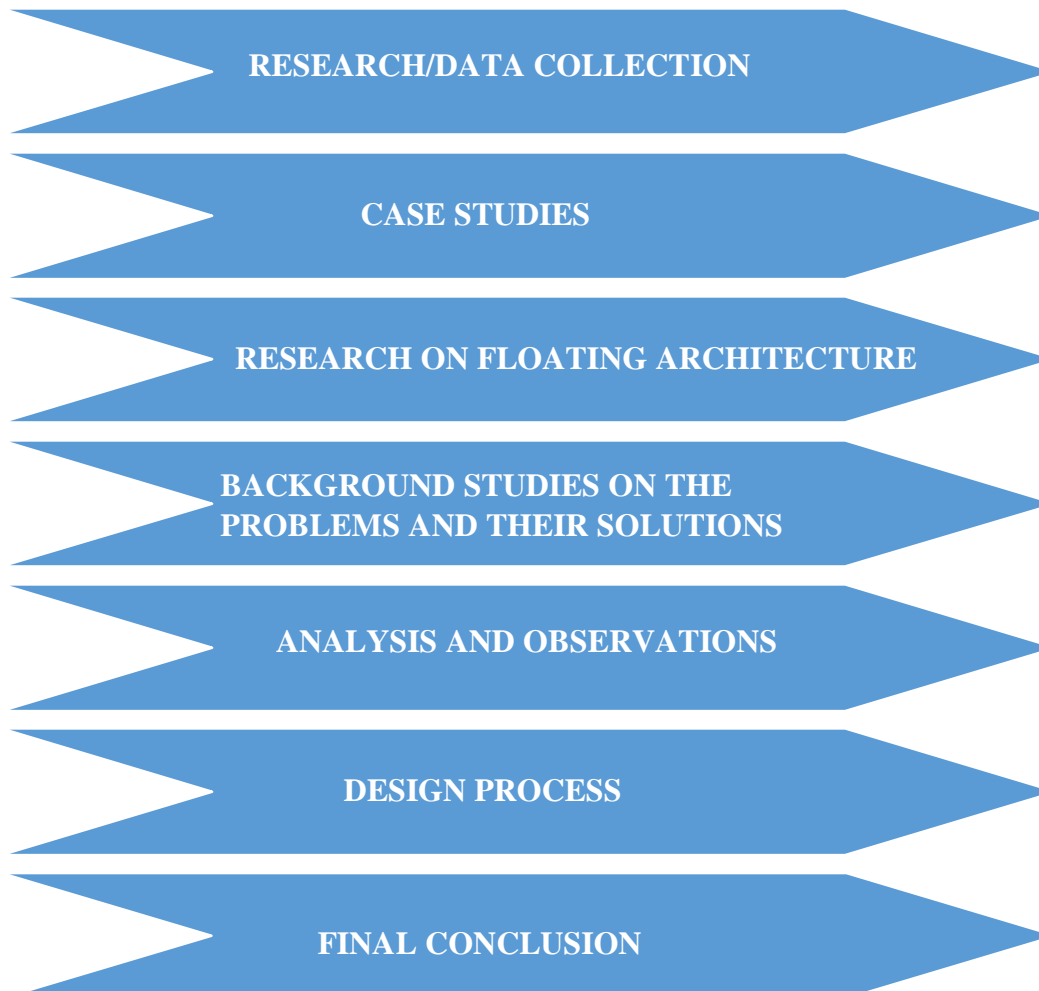 RESEARCH/DATA COLLECTION
CASE STUDIES
RESEARCH ON FLOATING ARCHITECTURE
BACKGROUND STUDIES ON THE
PROBLEMS AND THEIR SOLUTIONS
ANALYSIS AND OBSERVATIONS
DESIGN PROCESS
FINAL CONCLUSION